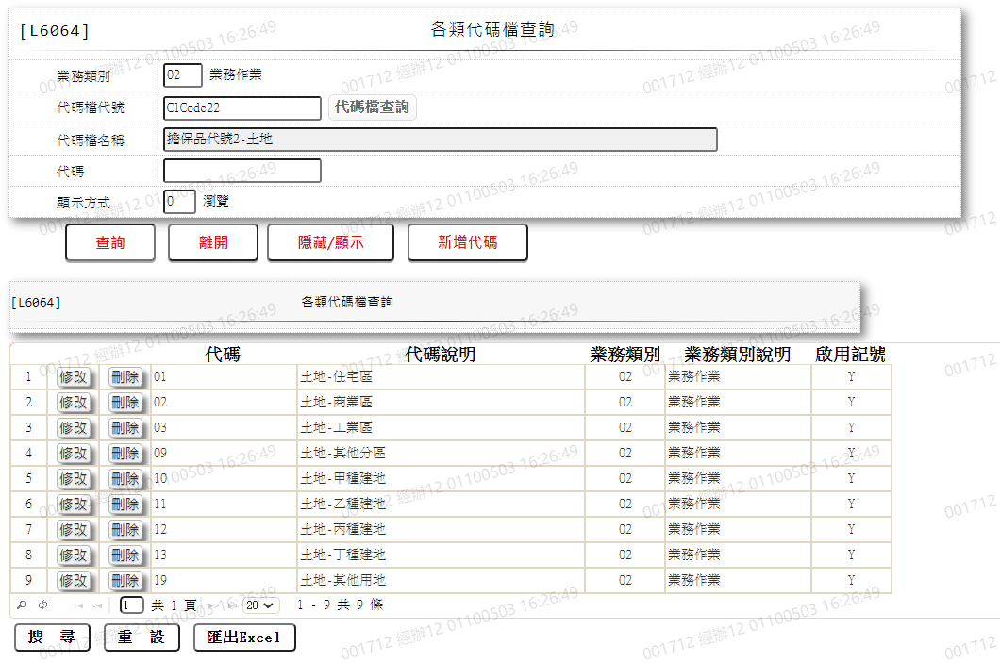 [L6064] 各類代碼檔查詢
業務類別 02 業務作業
代碼檔代號 ClCode22 代碼檔查詢
代碼檔名稱 擔保品代號2-土地
代碼
顯示方式 0 瀏覽
查詢 離開 隱藏/顯示 新增代碼
[L6064] 各類代碼檔查詢
代碼 代碼說明 業務類別 業務類別說明 啟用記號
1 修改 刪除 01 土地-住宅區 02 業務作業 Y
2 修改 刪除 02 土地-商業區 02 業務作業 Y
3 修改 刪除 03 土地-工業區 02 業務作業 Y
4 修改 刪除 09 土地-其他分區 02 業務作業 Y
5 修改 刪除 10 土地-甲種建地 02 業務作業 Y
6 修改 刪除 11 土地-乙種建地 02 業務作業 Y
7 修改 刪除 12 土地-丙種建地 02 業務作業 Y
8 修改 刪除 13 土地-丁種建地 02 業務作業 Y
9 修改 刪除 19 土地-其他用地 02 業務作業 Y
1 共 1 頁 20 1 - 9 共 9 條
搜 尋 重 設 匯出Excel
001712 經辦12 01100503 16:26:49